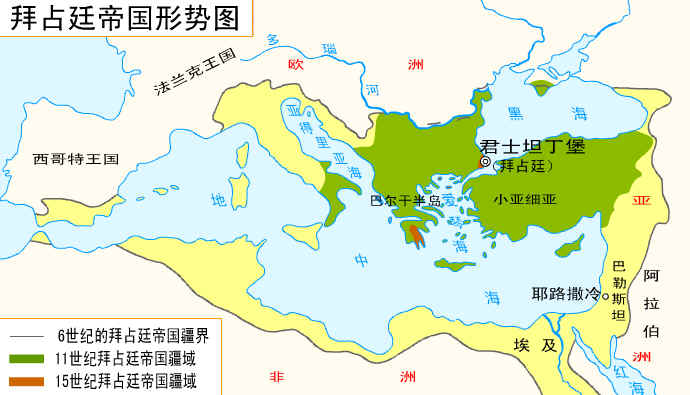 拜占廷帝国形势图
法兰克王国
多瑙河
欧洲
黑海
亚得里亚海
君士坦丁堡
(拜占廷)
西哥特王国
地中海
巴尔干半岛
爱琴海
小亚细亚
亚洲
耶路撒冷
巴勒斯坦
阿拉伯
埃及
红海
非洲
6世纪的拜占廷帝国疆界
11世纪拜占廷帝国疆域
15世纪拜占廷帝国疆域